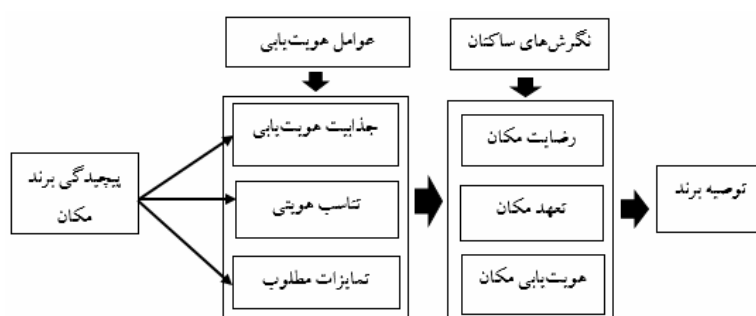 عوامل هویت‌یابی
نگرش‌های ساکنان
جذابیت هویت‌یابی
رضایت مکان
پیچیدگی برند
مکان
تناسب هویتی
تعهد مکان
توصیه برند
تمایزات مطلوب
هویت‌یابی مکان